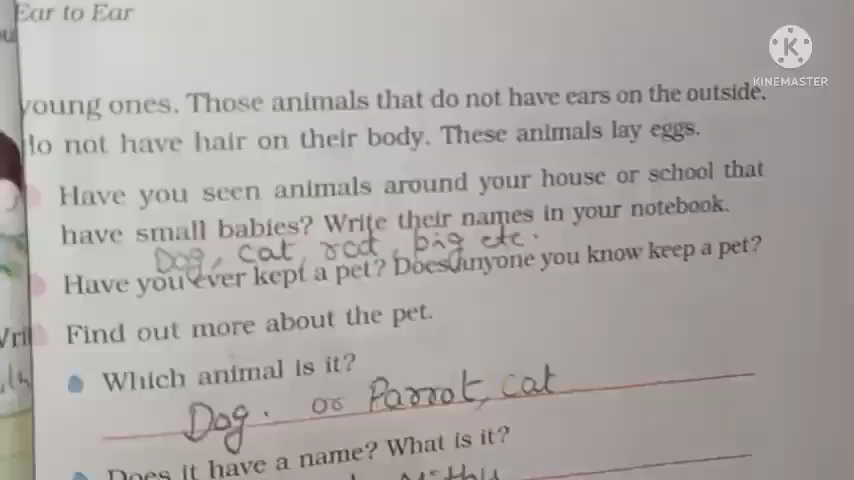 Ear to Ear
KINEMASTER
young ones. Those animals that do not have ears on the outside.
do not have hair on their body. These animals lay eggs.
Have you seen animals around your house or school that
have small babies? Write their names in your notebook.
Dog, cat, rat, pig etc.
Have you ever kept a pet? Does anyone you know keep a pet?
Find out more about the pet.
Which animal is it?
Dog. or Parrot, cat
Does it have a name? What is it?